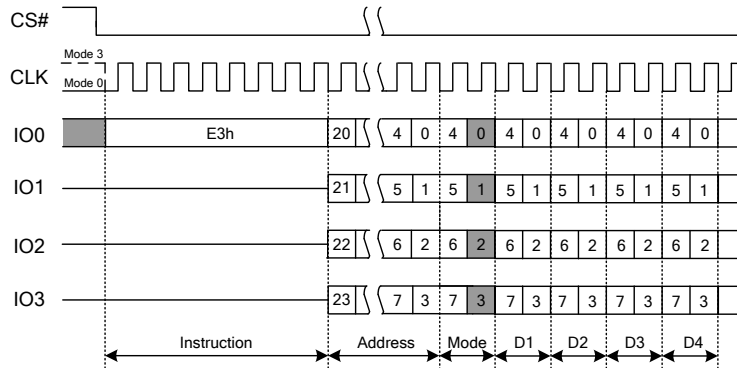 CS#
Mode 3
CLK
Mode 0
IO0 E3h 20 4 0 4 0 4 0 4 0 4 0 4 0
IO1 21 5 1 5 1 5 1 5 1 5 1 5 1
IO2 22 6 2 6 2 6 2 6 2 6 2 6 2
IO3 23 7 3 7 3 7 3 7 3 7 3 7 3
Instruction Address Mode D1 D2 D3 D4